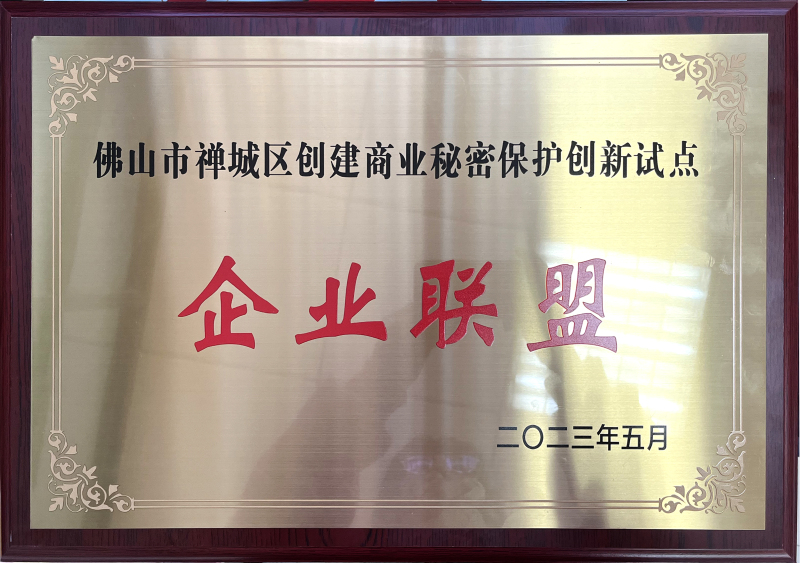 佛山市禅城区创建商业秘密保护创新试点
企业联盟
二〇二三年五月